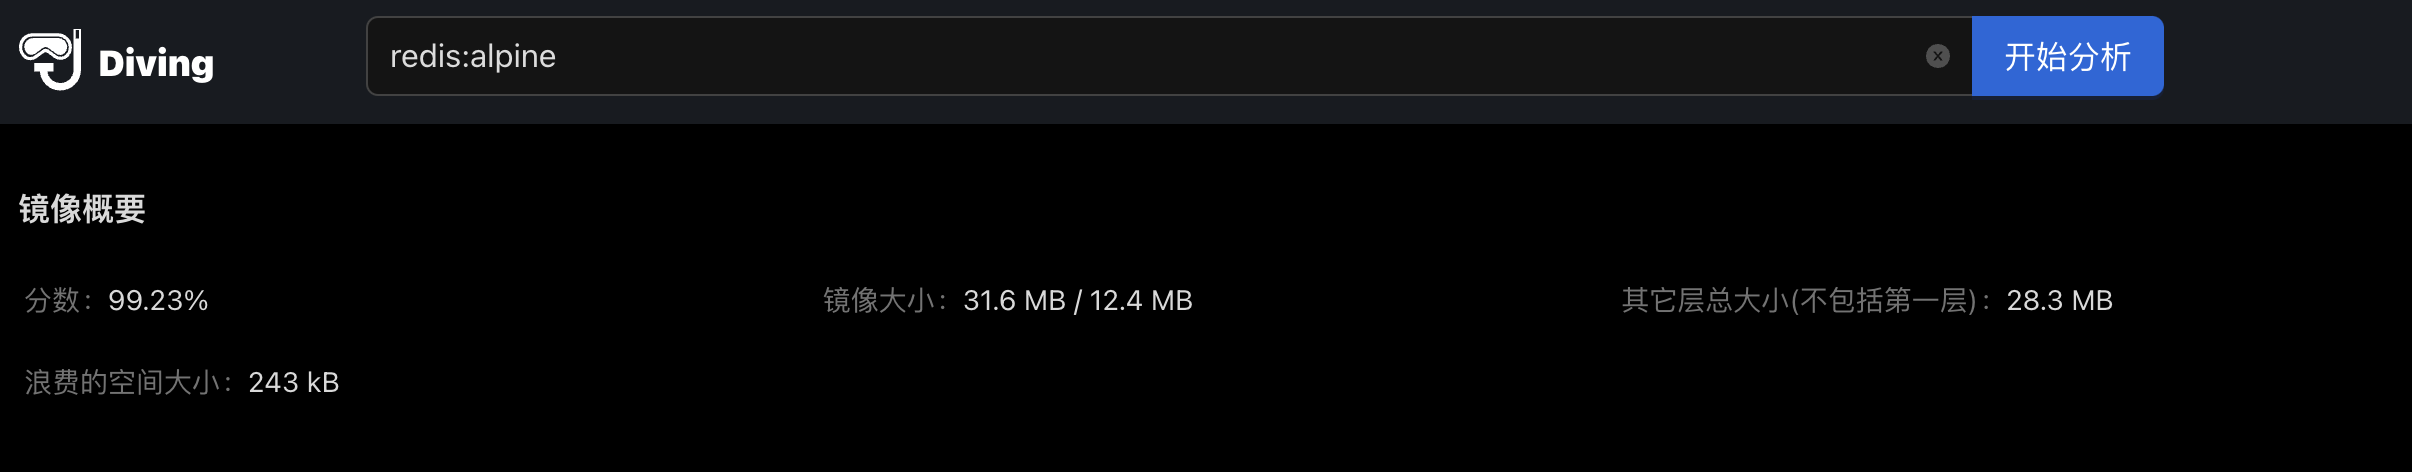 Diving
redis:alpine
开始分析
镜像概要
分数: 99.23%
镜像大小: 31.6 MB / 12.4 MB
其它层总大小(不包括第一层): 28.3 MB
浪费的空间大小: 243 kB